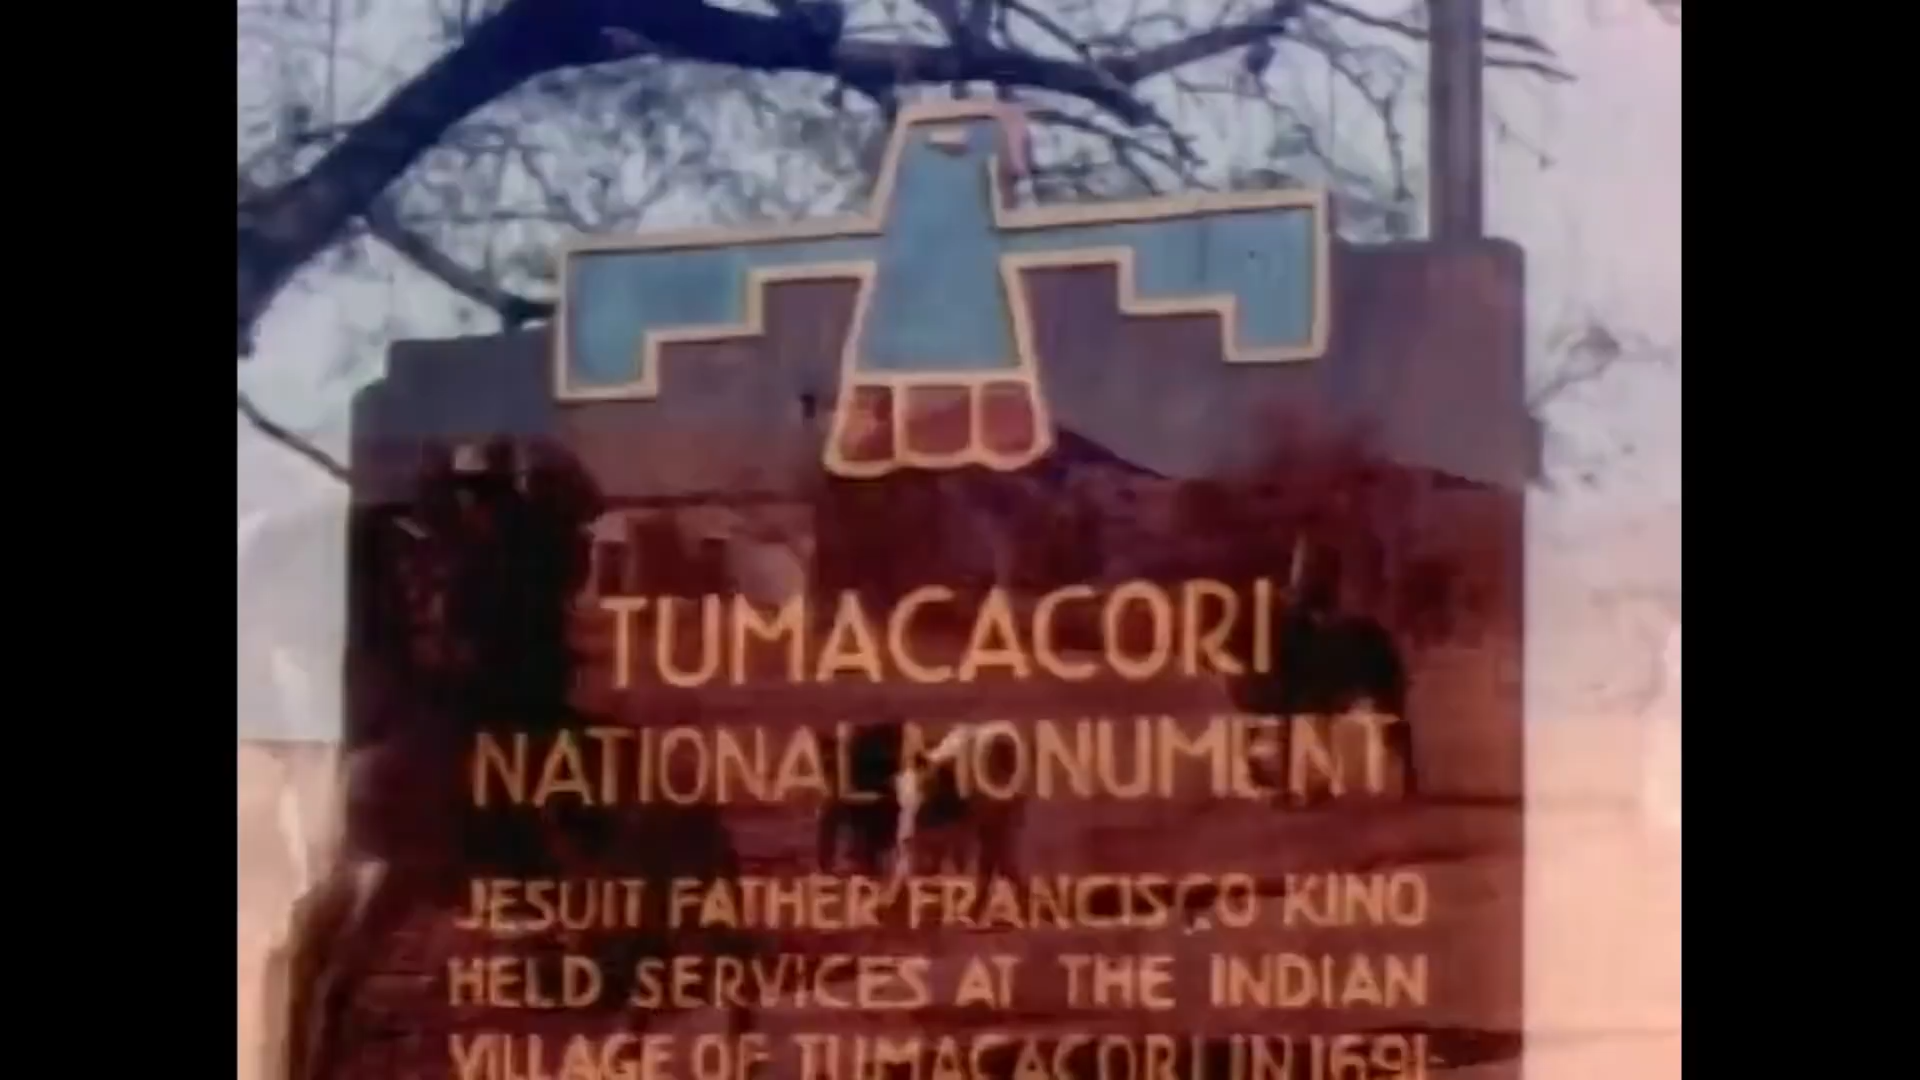 TUMACACORI
NATIONAL MONUMENT
JESUIT FATHER FRANCISCO KINO
HELD SERVICES AT THE INDIAN
VILLAGE OF TUMACACORI IN 1691-